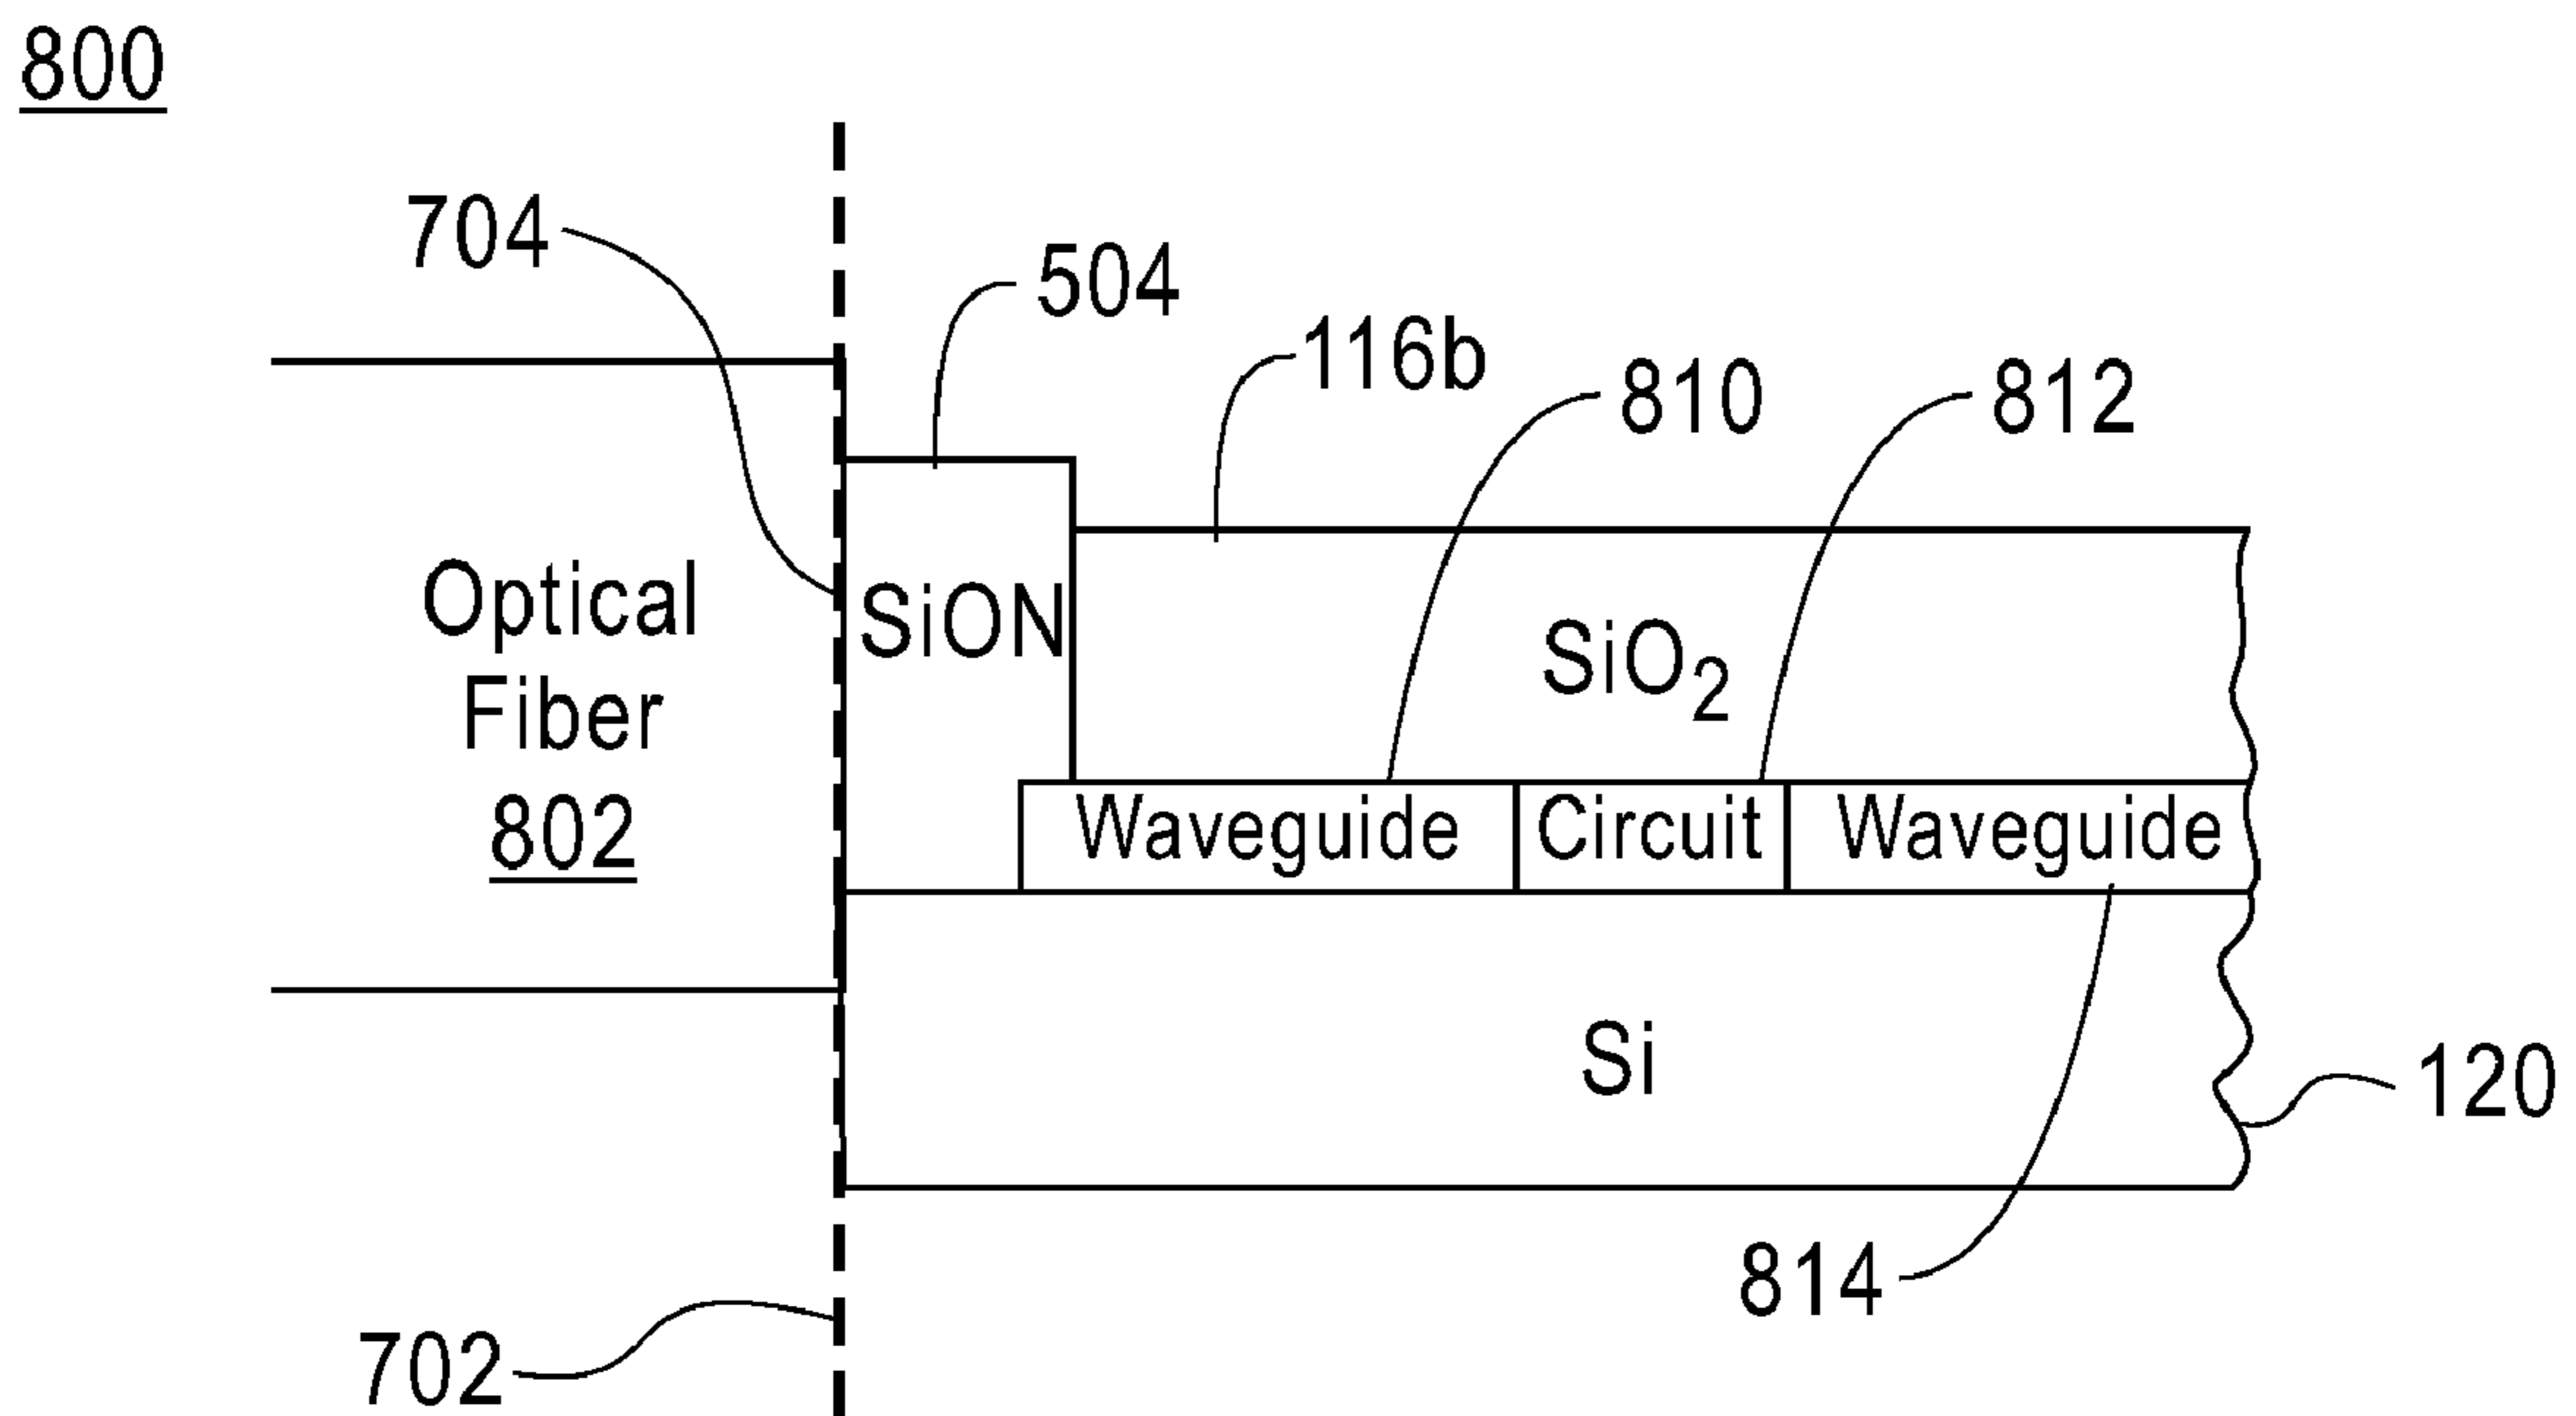 800
704
504
116b
810
812
Optical
Fiber
802
SiON
SiO₂
Waveguide
Circuit
Waveguide
Si
120
814
702